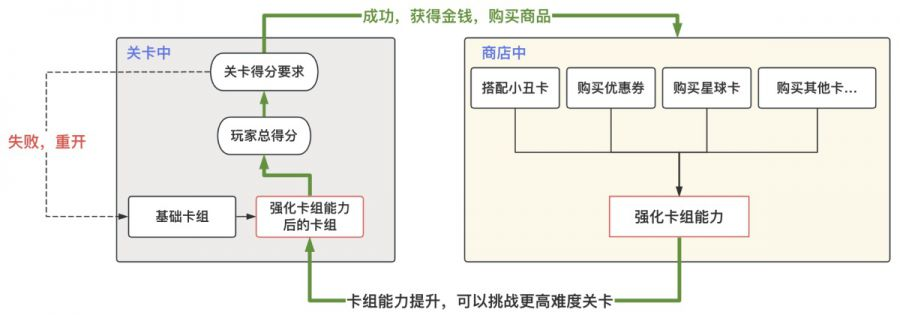 成功，获得金钱，购买商品
关卡中
关卡得分要求
玩家总得分
失败，重开
基础卡组
强化卡组能力
后的卡组
商店中
搭配小丑卡
购买优惠券
购买星球卡
购买其他卡...
强化卡组能力
卡组能力提升，可以挑战更高难度关卡